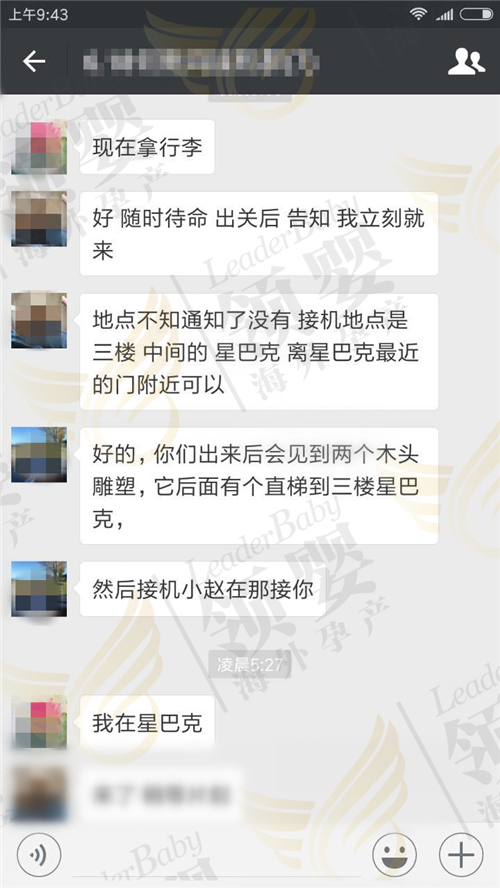 上午9:43
现在拿行李
好 随时待命 出关后 告知 我立刻就
来
地点不知通知了没有 接机地点是
三楼 中间的 星巴克 离星巴克最近
的门附近可以
好的，你们出来后会见到两个木头
雕塑，它后面有个直梯到三楼星巴
克，
然后接机小赵在那接你
凌晨5:27
我在星巴克
LeaderBaby
领婴
海外孕产